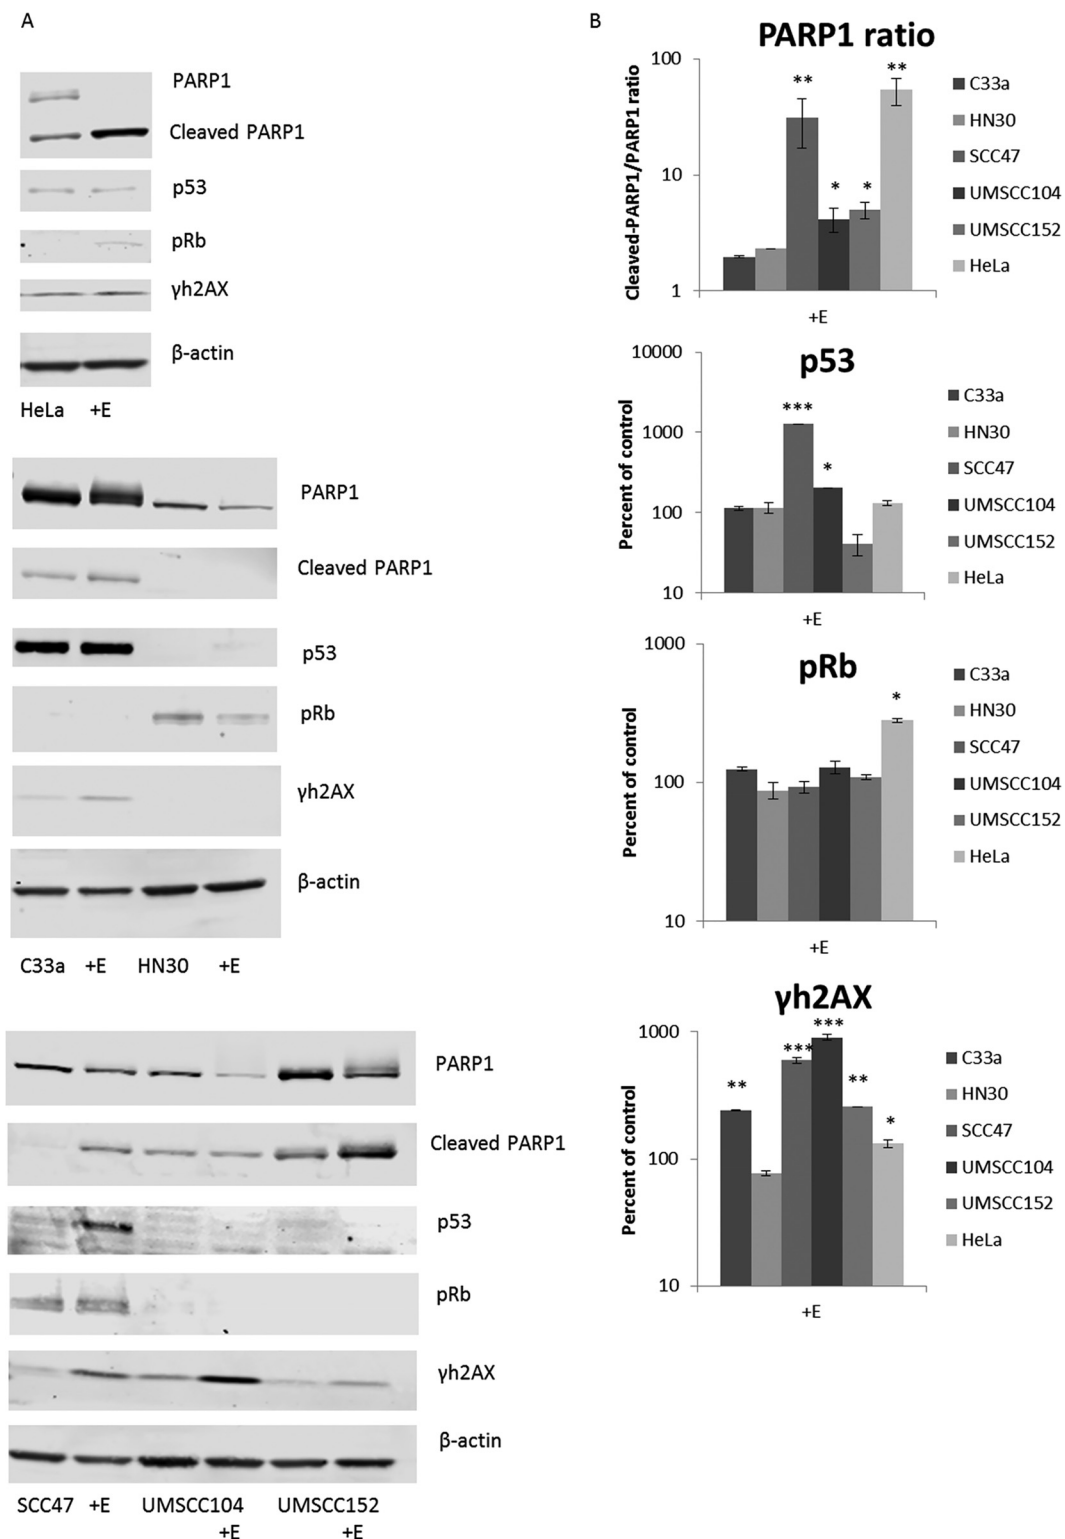 A
PARP1
Cleaved PARP1
p53
pRb
γh2AX
β-actin
HeLa +E
PARP1
Cleaved PARP1
p53
pRb
γh2AX
β-actin
C33a +E HN30 +E
PARP1
Cleaved PARP1
p53
pRb
γh2AX
β-actin
SCC47 +E UMSCC104 UMSCC152
+E +E
B
PARP1 ratio
Cleaved-PARP1/PARP1 ratio
100
10
1
** * * **
+E
C33a
HN30
SCC47
UMSCC104
UMSCC152
HeLa
p53
Percent of control
10000
1000
100
10
*** *
+E
C33a
HN30
SCC47
UMSCC104
UMSCC152
HeLa
pRb
Percent of control
1000
100
10
*
+E
C33a
HN30
SCC47
UMSCC104
UMSCC152
HeLa
γh2AX
Percent of control
1000
100
10
** *** *** ** *
+E
C33a
HN30
SCC47
UMSCC104
UMSCC152
HeLa